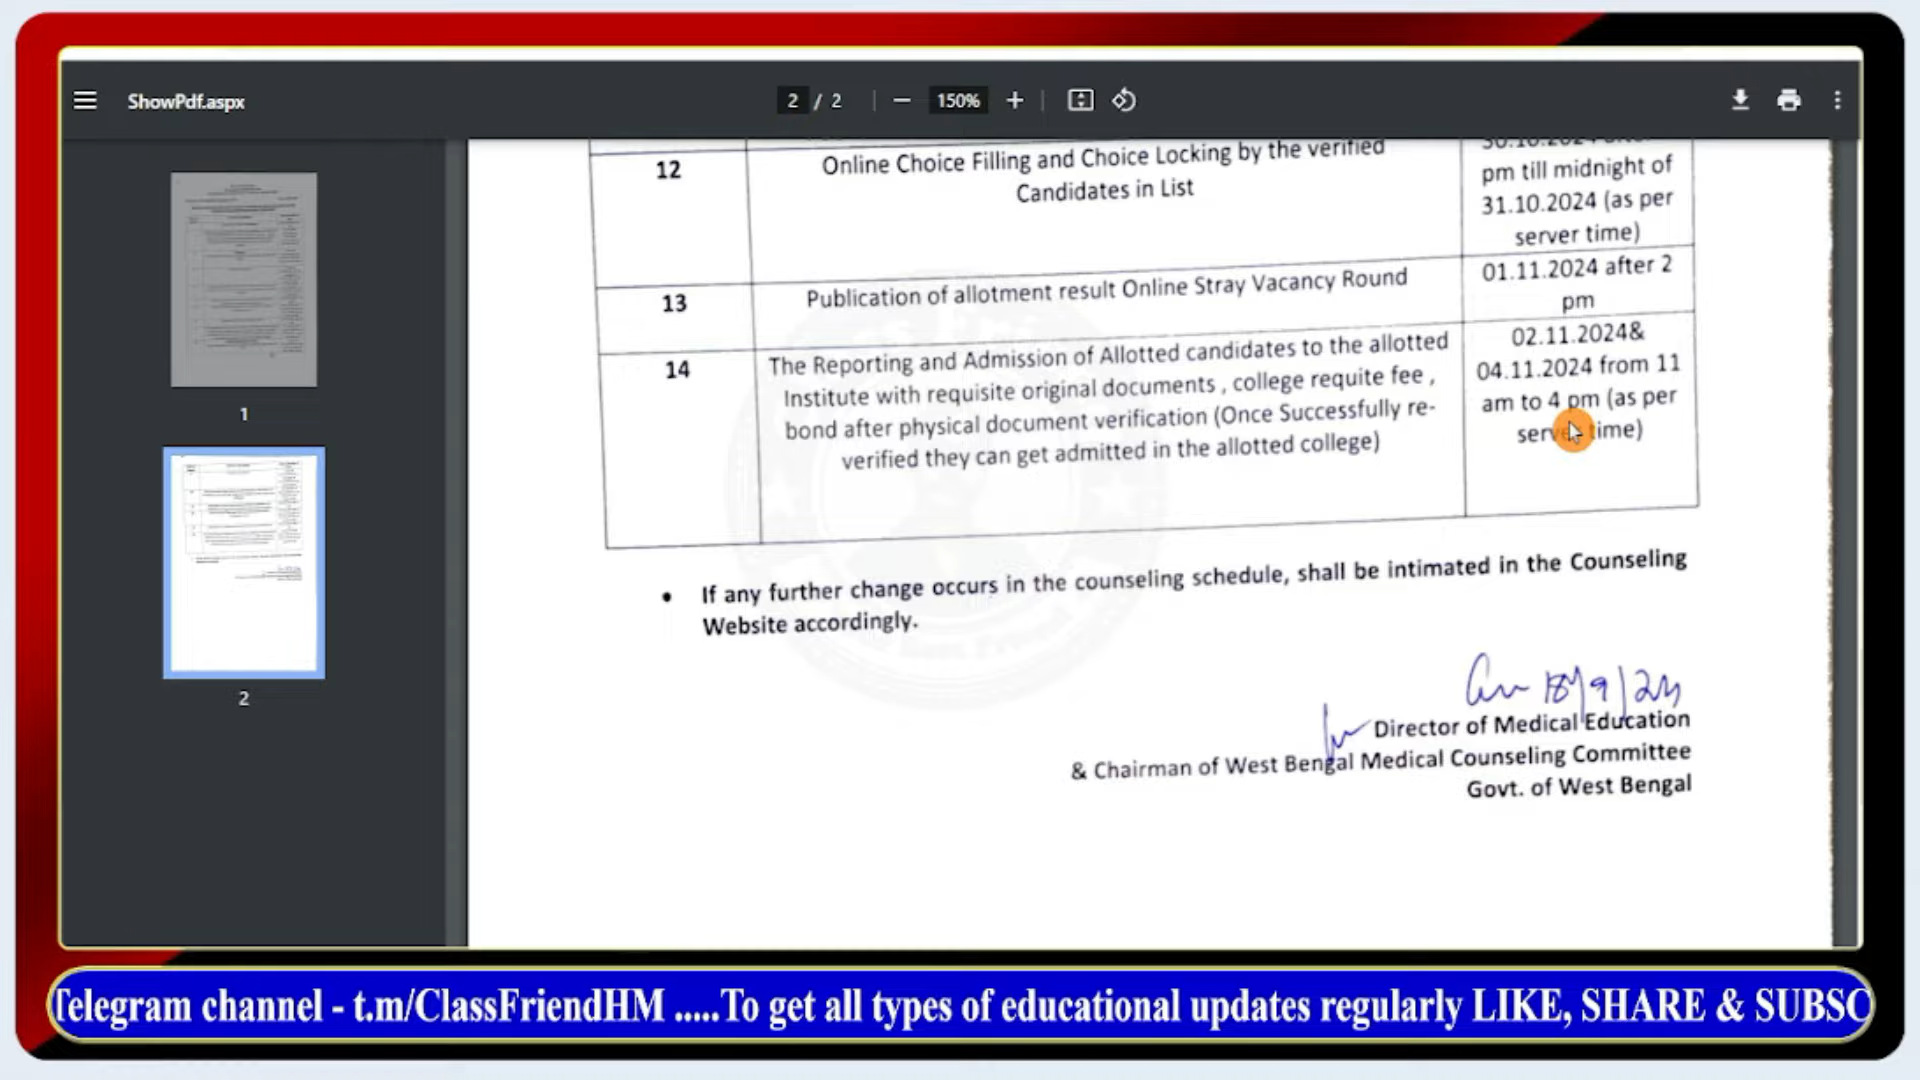 ShowPdf.aspx
2 / 2
150%
12
Online Choice Filling and Choice Locking by the verified
Candidates in List
pm till midnight of
31.10.2024 (as per
server time)
13
Publication of allotment result Online Stray Vacancy Round
01.11.2024 after 2
pm
14
The Reporting and Admission of Allotted candidates to the allotted
Institute with requisite original documents , college requite fee ,
bond after physical document verification (Once Successfully re-
verified they can get admitted in the allotted college)
02.11.2024&
04.11.2024 from 11
am to 4 pm (as per
server time)
• If any further change occurs in the counseling schedule, shall be intimated in the Counseling
Website accordingly.
18/9/24
Director of Medical Education
& Chairman of West Bengal Medical Counseling Committee
Govt. of West Bengal
1
2
Telegram channel - t.m/ClassFriendHM .....To get all types of educational updates regularly LIKE, SHARE & SUBSC